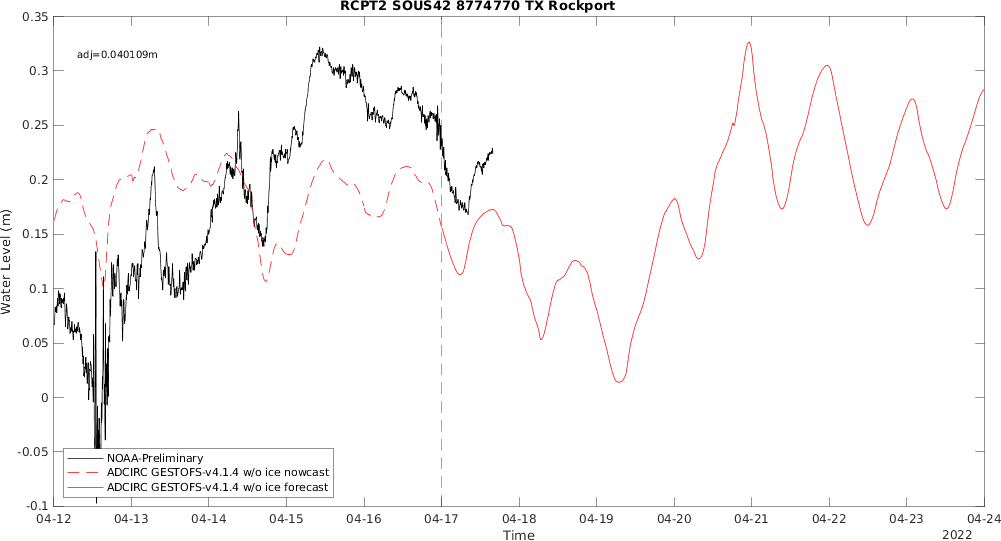 RCPT2 SOUS42 8774770 TX Rockport
0.35
adj=0.040109m
0.3
0.25
0.2
0.15
0.1
0.05
0
-0.05
-0.1
Water Level (m)
NOAA-Preliminary
ADCIRC GESTOFS-v4.1.4 w/o ice nowcast
ADCIRC GESTOFS-v4.1.4 w/o ice forecast
04-12 04-13 04-14 04-15 04-16 04-17 04-18 04-19 04-20 04-21 04-22 04-23 04-24
Time
2022